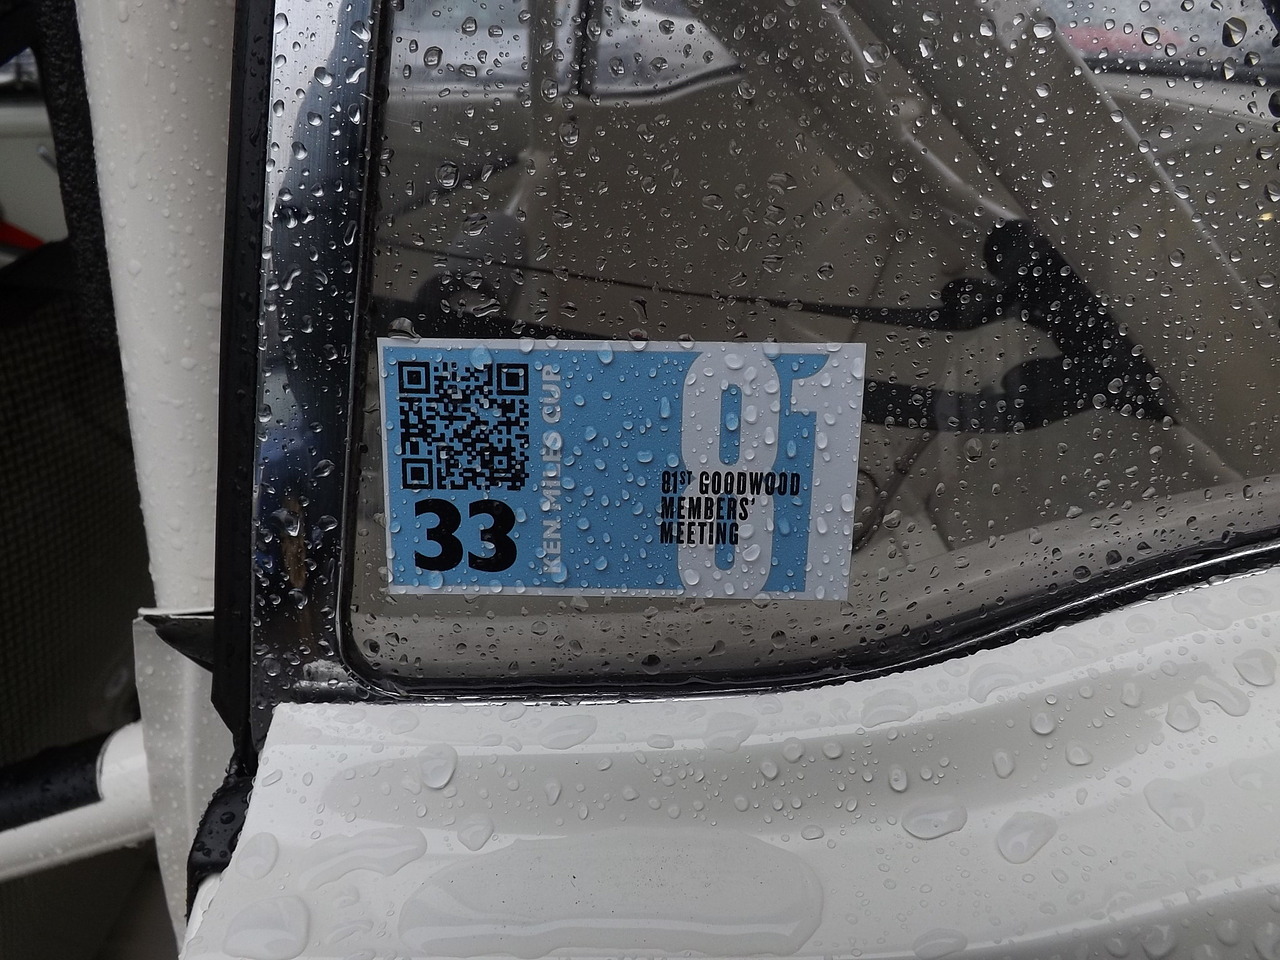 33
KEN MILES CUP
81
81ST GOODWOOD
MEMBERS'
MEETING